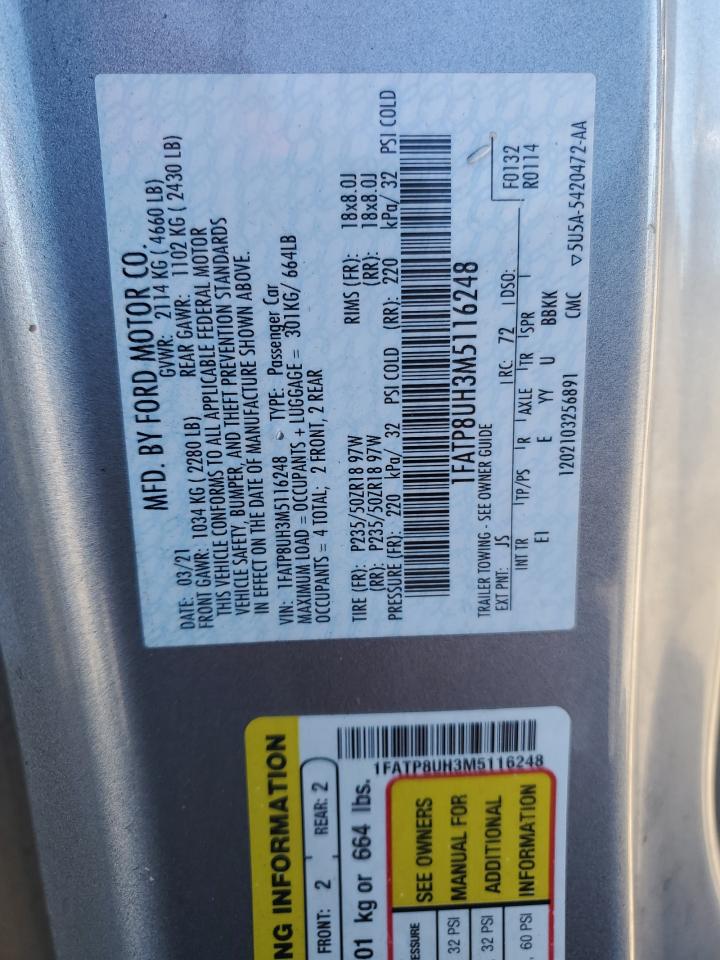 MFD. BY FORD MOTOR CO.
DATE: 03/21 GVWR: 2114 KG ( 4660 LB)
FRONT GAWR: 1034 KG ( 2280 LB) REAR GAWR: 1102 KG ( 2430 LB)
THIS VEHICLE CONFORMS TO ALL APPLICABLE FEDERAL MOTOR
VEHICLE SAFETY, BUMPER, AND THEFT PREVENTION STANDARDS
IN EFFECT ON THE DATE OF MANUFACTURE SHOWN ABOVE.
VIN: 1FATP8UH3M5116248 TYPE: Passenger Car
MAXIMUM LOAD = OCCUPANTS + LUGGAGE = 301KG/ 664LB
OCCUPANTS = 4 TOTAL; 2 FRONT, 2 REAR
TIRE (FR): P235/50ZR18 97W RIMS (FR): 18x8.0J
(RR): P235/50ZR18 97W (RR): 18x8.0J
PRESSURE (FR): 220 kPa/ 32 PSI COLD (RR): 220 kPa/ 32 PSI COLD
1FATP8UH3M5116248
TRAILER TOWING - SEE OWNER GUIDE
EXT PNT: JS RC: 72 DSO:
F0132
R0114
INT TR TP/PS R AXLE TR SPR
EI E YY U BBKK
1202103256891 CMC ▽5U5A-5420472-AA
NG INFORMATION
FRONT: 2 REAR: 2
01 kg or 664 lbs.
1FATP8UH3M5116248
ESSURE SEE OWNERS
32 PSI MANUAL FOR
, 32 PSI ADDITIONAL
, 60 PSI INFORMATION